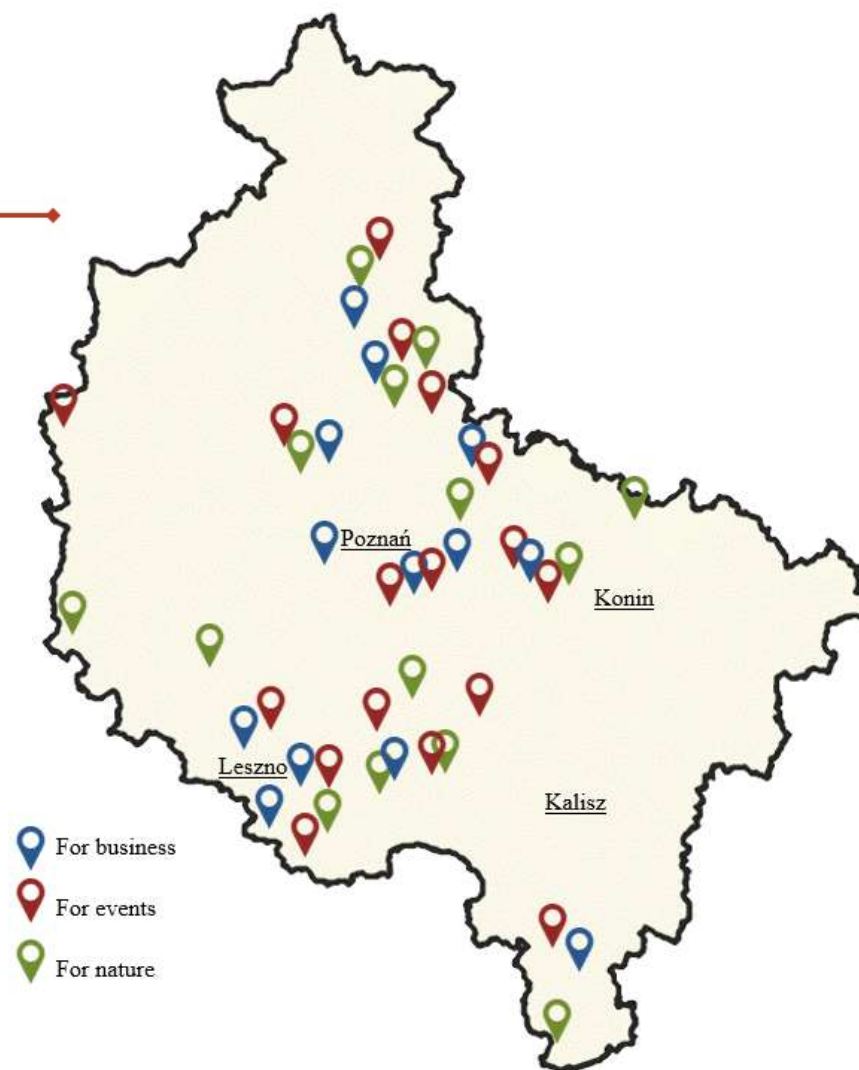 Poznań
Konin
Leszno
Kalisz
For business
For events
For nature